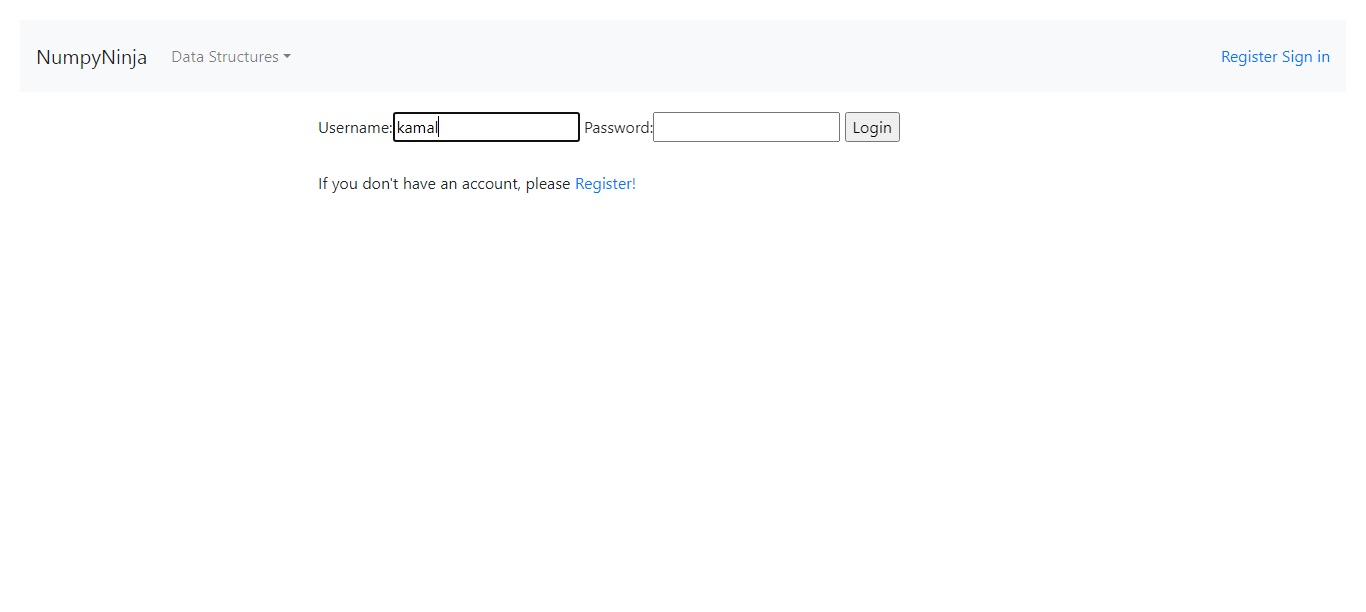 NumpyNinja Data Structures Register Sign in
Username: kamal Password: Login
If you don't have an account, please Register!